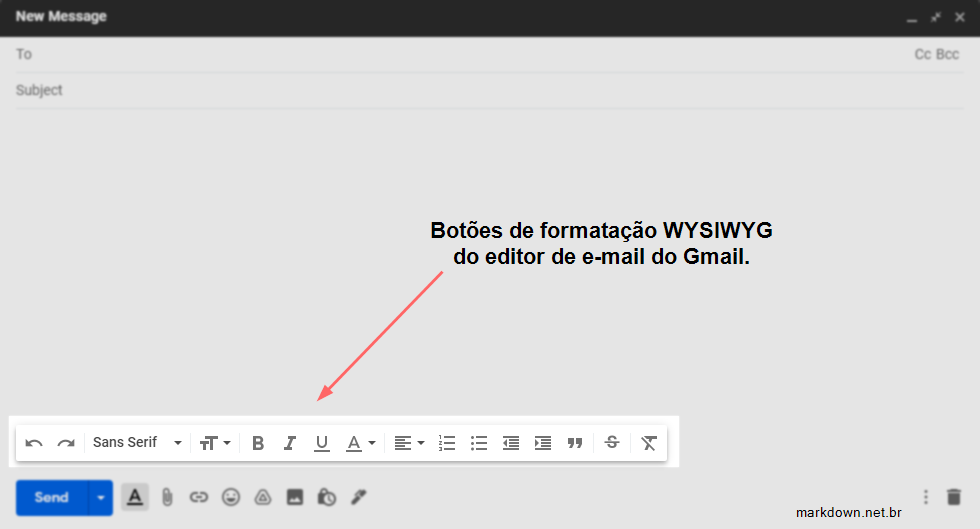 New Message
To
Cc Bcc
Subject
Botões de formatação WYSIWYG
do editor de e-mail do Gmail.
Sans Serif
Send
markdown.net.br